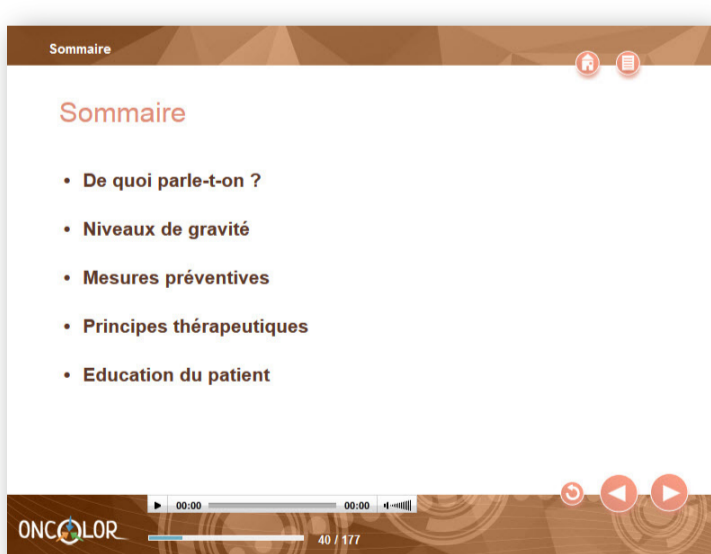 Sommaire
Sommaire
• De quoi parle-t-on ?
• Niveaux de gravité
• Mesures préventives
• Principes thérapeutiques
• Education du patient
00:00 00:00
ONCOLOR
40 / 177